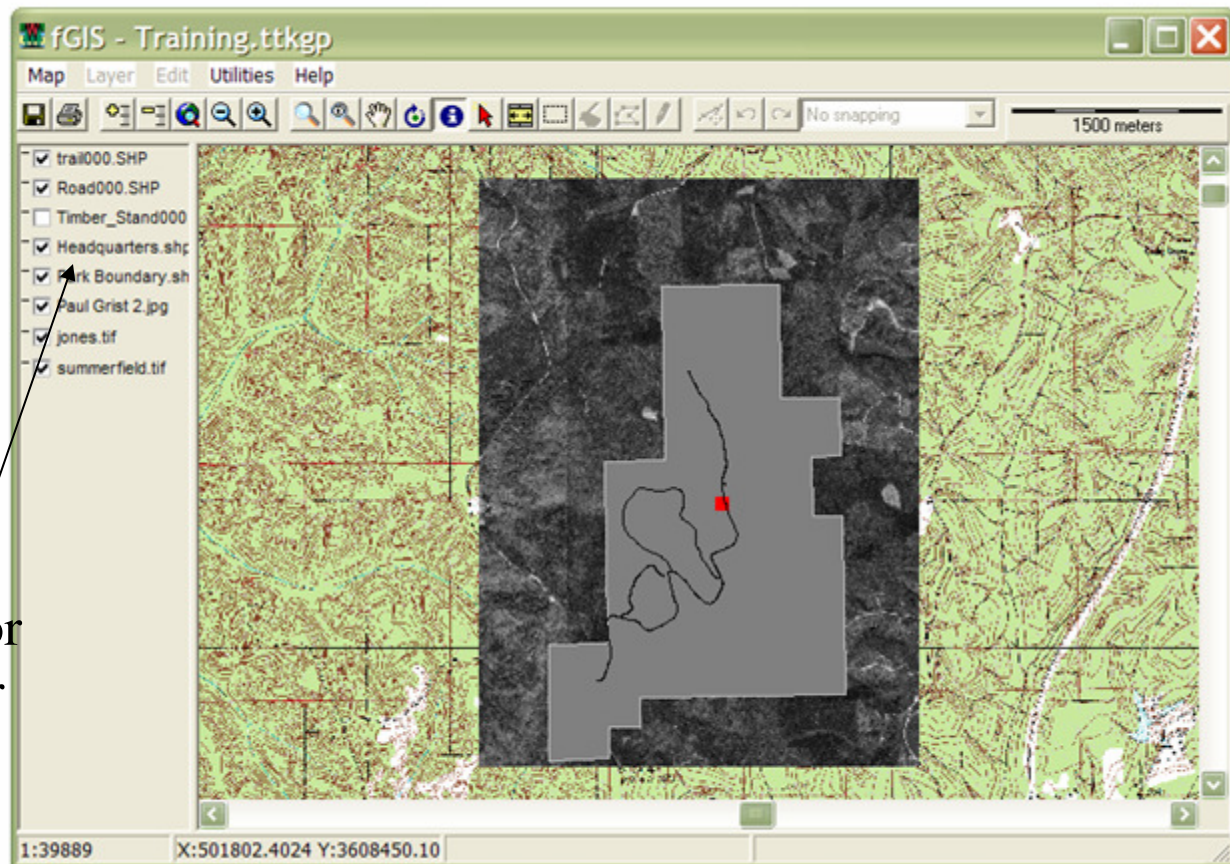 fGIS - Training.ttkgp
Map Layer Edit Utilities Help
No snapping
1500 meters
trail000.SHP
Road000.SHP
Timber_Stand000
Headquarters.shp
Park Boundary.sh
Paul Grist 2.jpg
jones.tif
summerfield.tif
or
1:39889 X:501802.4024 Y:3608450.10